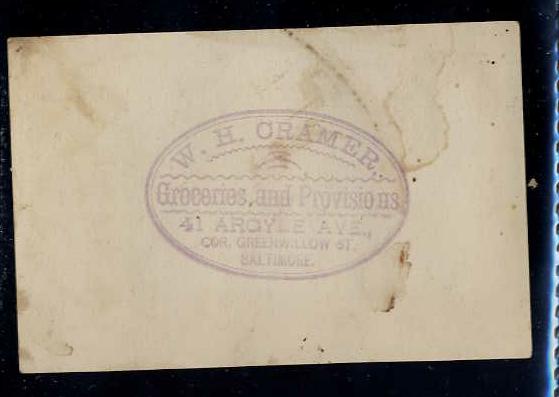 W. H. CRAMER,
Groceries, and Provisions
41 ARGYLE AVE.,
COR. GREENWILLOW ST.
BALTIMORE.